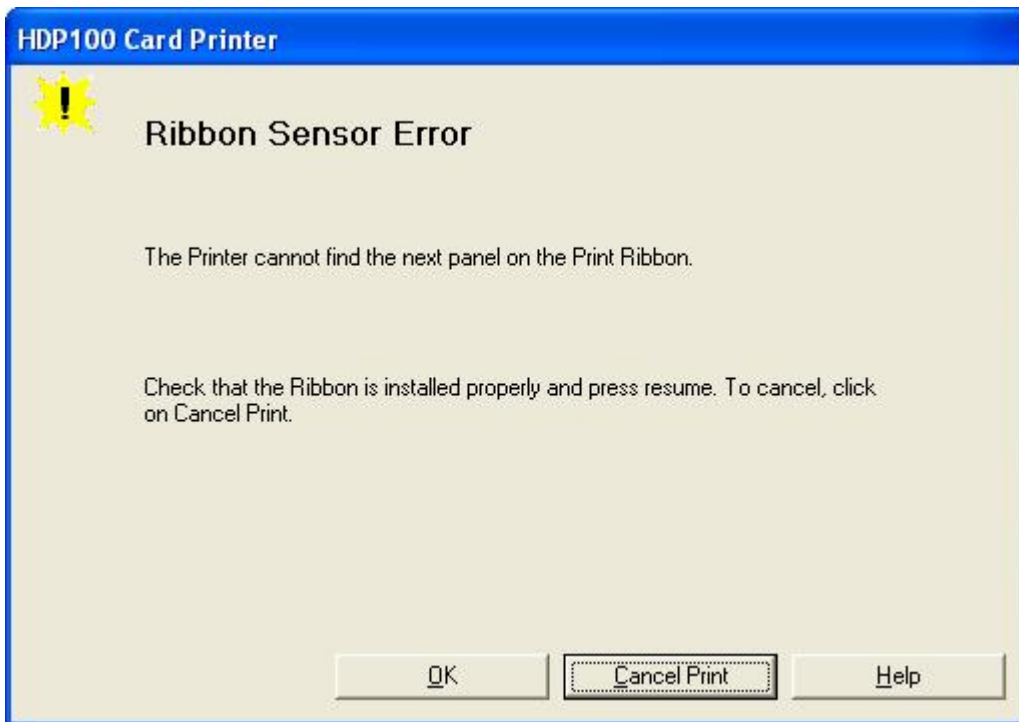 HDP100 Card Printer
Ribbon Sensor Error
The Printer cannot find the next panel on the Print Ribbon.
Check that the Ribbon is installed properly and press resume. To cancel, click
on Cancel Print.
OK Cancel Print Help